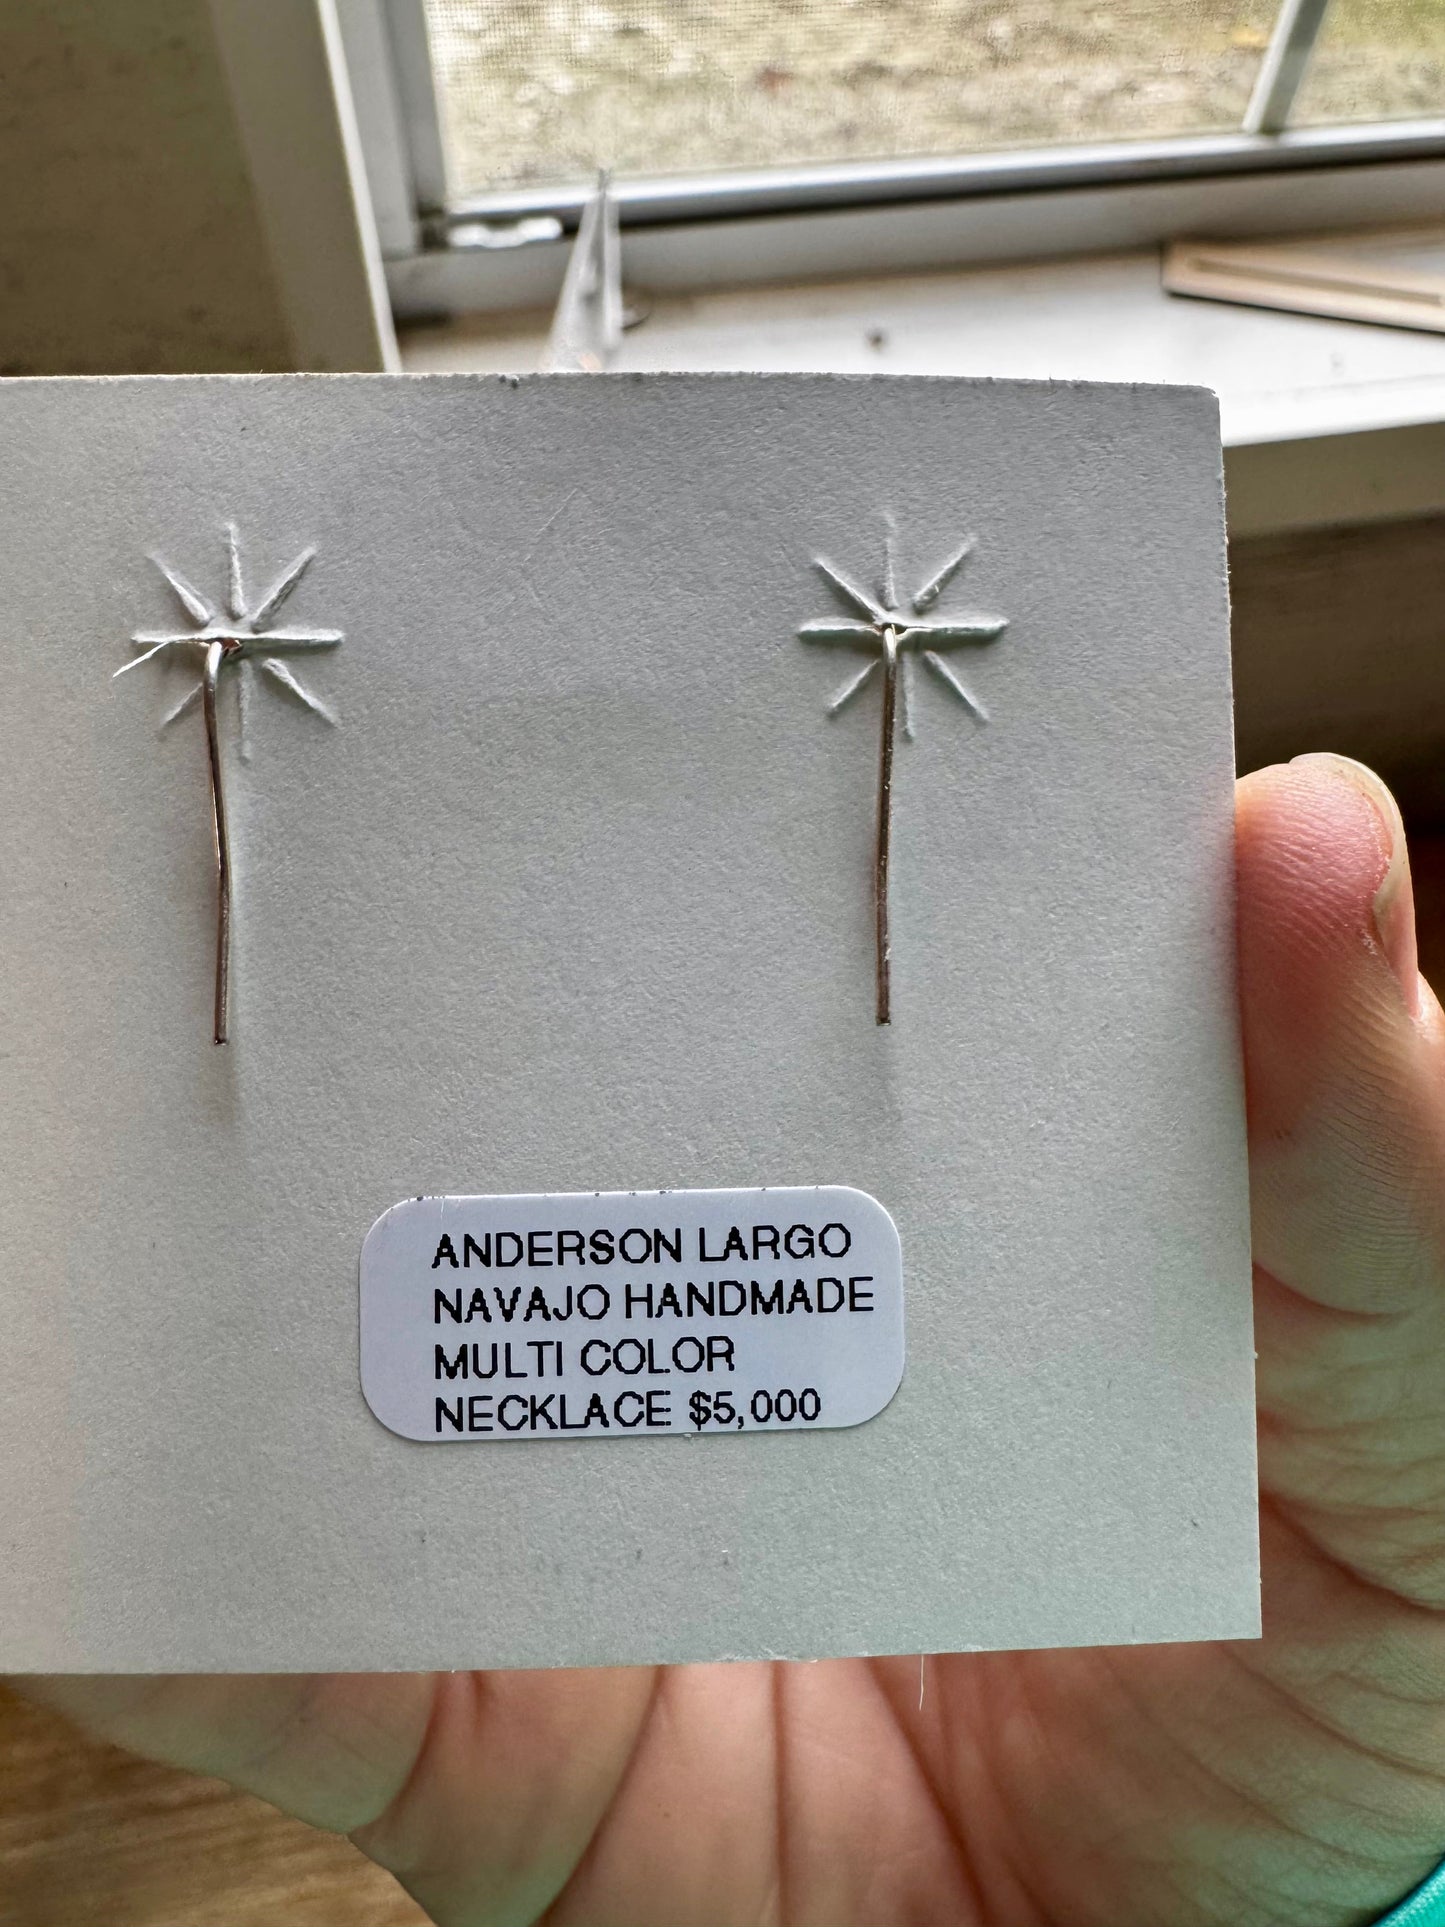 ANDERSON LARGO
NAVAJO HANDMADE
MULTI COLOR
NECKLACE $5,000